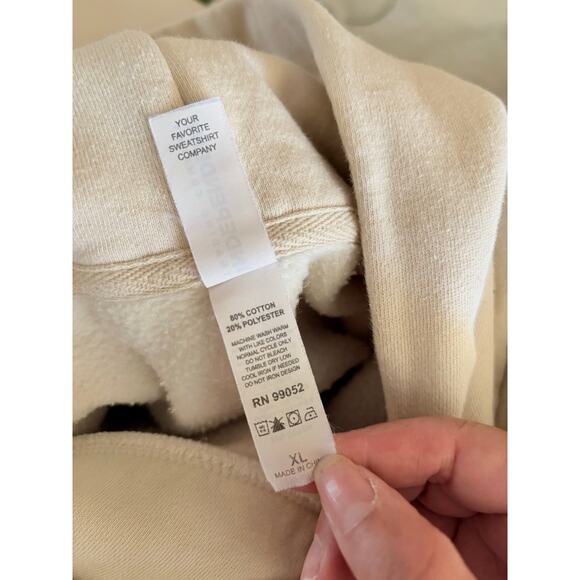 YOUR
FAVORITE
SWEATSHIRT
COMPANY
80% COTTON
20% POLYESTER
MACHINE WASH WARM
WITH LIKE COLORS
NORMAL CYCLE ONLY
DO NOT BLEACH
TUMBLE DRY LOW
COOL IRON IF NEEDED
DO NOT IRON DESIGN
RN 99052
XL
MADE IN CHIN